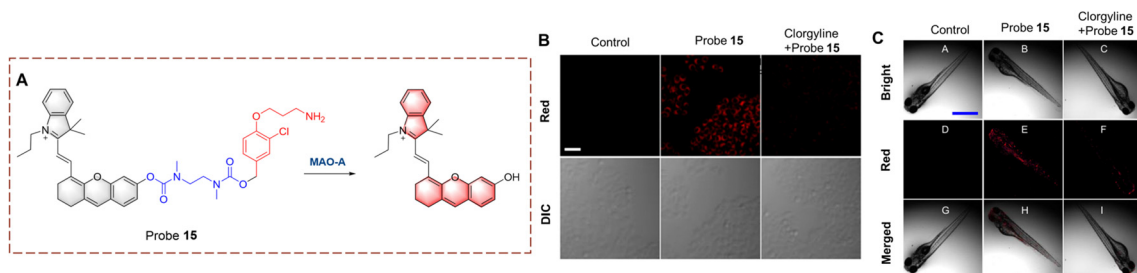 A
N
+
O
O
O
N
N
O
O
O
NH2
Cl
MAO-A
N
+
O
OH
Probe 15
B
Control
Probe 15
Clorgyline
+Probe 15
Red
DIC
C
Control
Probe 15
Clorgyline
+Probe 15
Bright
A
B
C
Red
D
E
F
Merged
G
H
I